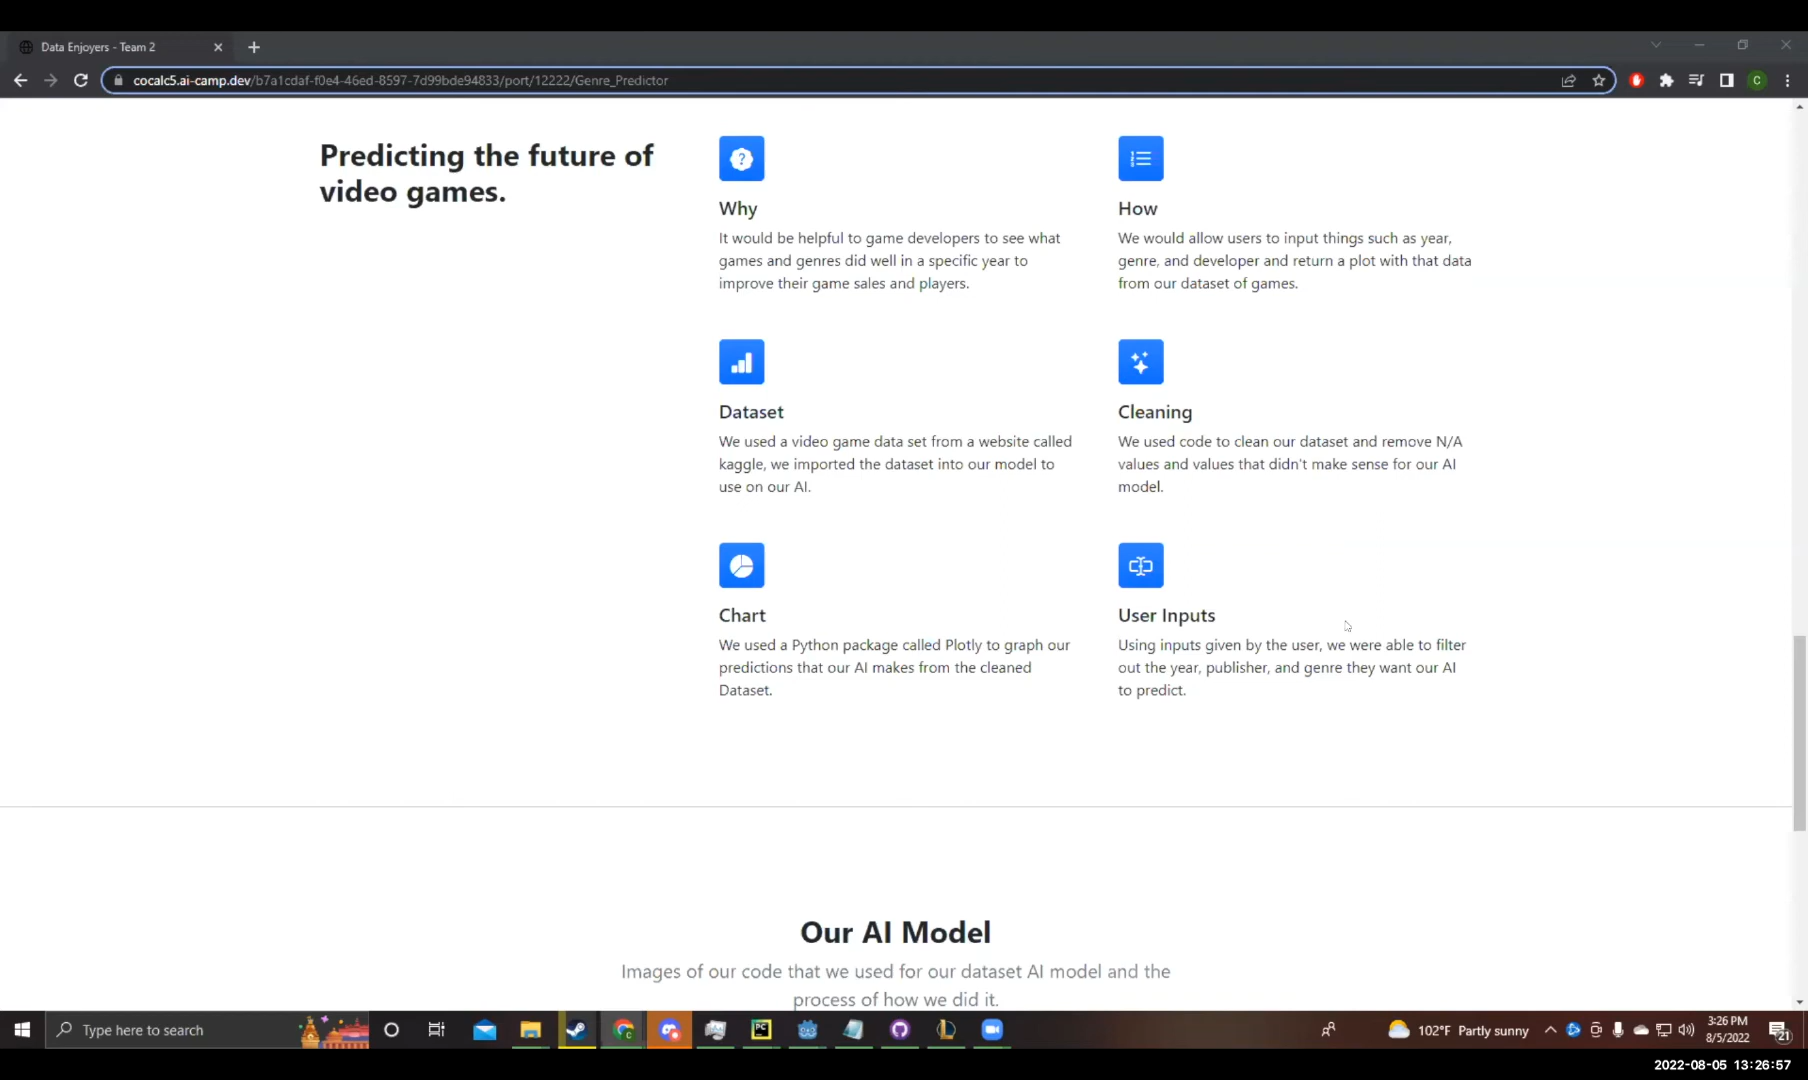 Data Enjoyers - Team 2
cocalc5.ai-camp.dev/b7a1cdaf-f0e4-46ed-8597-7d99bde94833/port/12222/Genre_Predictor
C
Predicting the future of
video games.
Why
It would be helpful to game developers to see what
games and genres did well in a specific year to
improve their game sales and players.
How
We would allow users to input things such as year,
genre, and developer and return a plot with that data
from our dataset of games.
Dataset
We used a video game data set from a website called
kaggle, we imported the dataset into our model to
use on our AI.
Cleaning
We used code to clean our dataset and remove N/A
values and values that didn't make sense for our AI
model.
Chart
We used a Python package called Plotly to graph our
predictions that our AI makes from the cleaned
Dataset.
User Inputs
Using inputs given by the user, we were able to filter
out the year, publisher, and genre they want our AI
to predict.
Our AI Model
Images of our code that we used for our dataset AI model and the
process of how we did it.
Type here to search
PC
102°F Partly sunny
3:26 PM
8/5/2022
21
2022-08-05 13:26:57